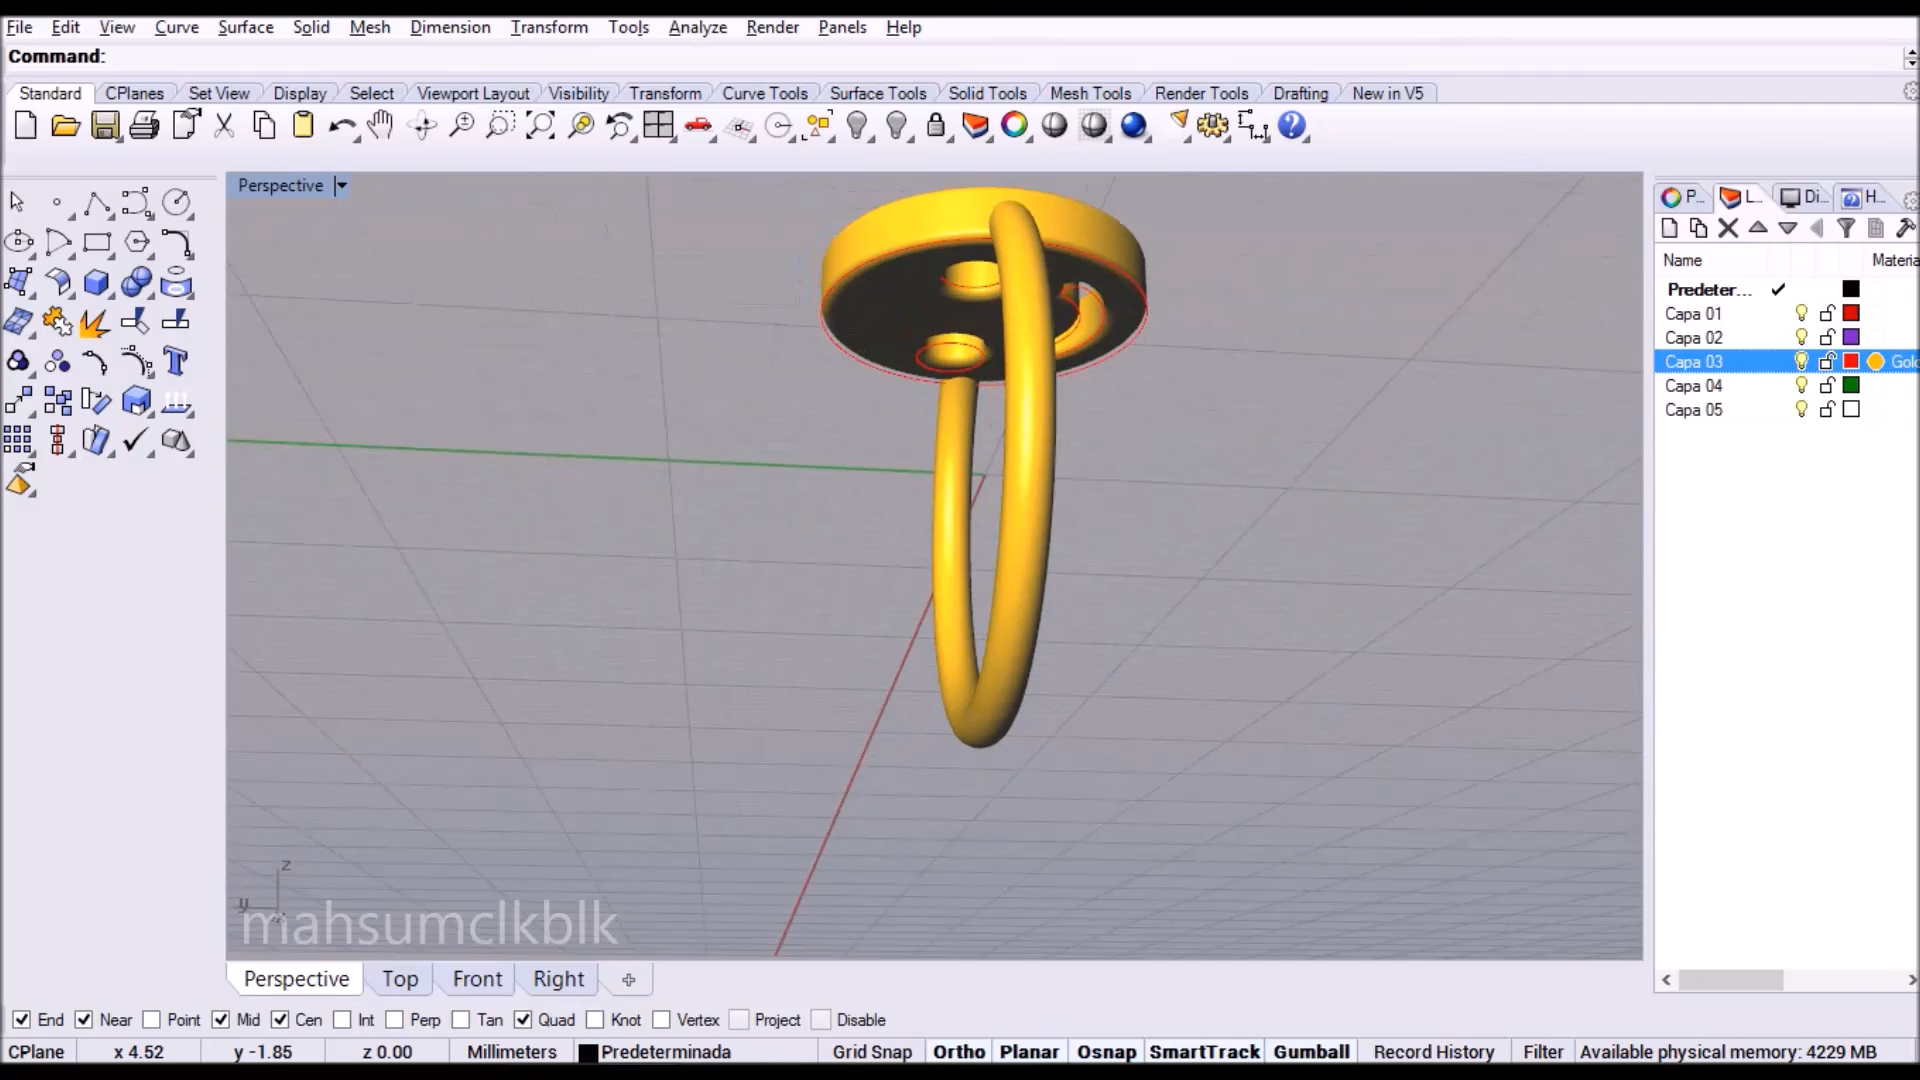 File Edit View Curve Surface Solid Mesh Dimension Transform Tools Analyze Render Panels Help
Command:
Standard CPlanes Set View Display Select Viewport Layout Visibility Transform Curve Tools Surface Tools Solid Tools Mesh Tools Render Tools Drafting New in V5
Perspective
P... L... Di... H...
Name Materia
Predeter...
Capa 01
Capa 02
Capa 03 Gold
Capa 04
Capa 05
z
y
mahsumclkblk
Perspective Top Front Right
End Near Point Mid Cen Int Perp Tan Quad Knot Vertex Project Disable
CPlane x 4.52 y -1.85 z 0.00 Millimeters Predeterminada Grid Snap Ortho Planar Osnap SmartTrack Gumball Record History Filter Available physical memory: 4229 MB